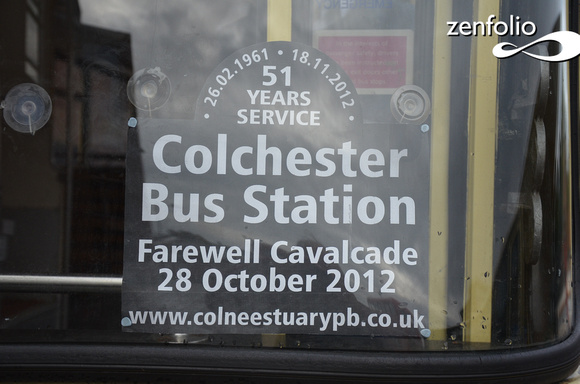 zenfolio
26.02.1961 • 18.11.2012
51
YEARS
SERVICE
Colchester
Bus Station
Farewell Cavalcade
28 October 2012
www.colneestuarypb.co.uk